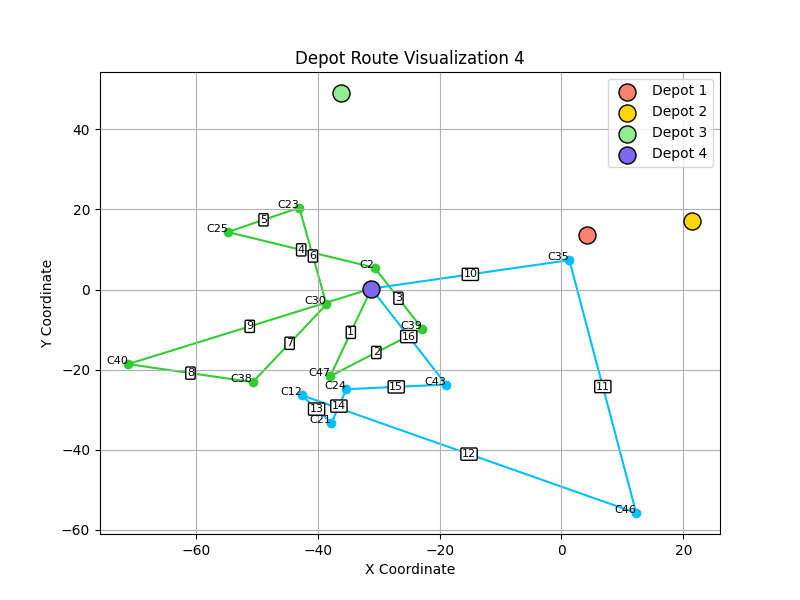 Depot Route Visualization 4
Depot 1
Depot 2
Depot 3
Depot 4
Y Coordinate
40
20
0
−20
−40
−60
C23
C25
5
4
6
C2
C35
10
3
C30
9
1
C39
16
7
2
C40
8
C38
C47
C24
15
C43
11
C12
13
14
C21
12
C46
−60
−40
−20
0
20
X Coordinate